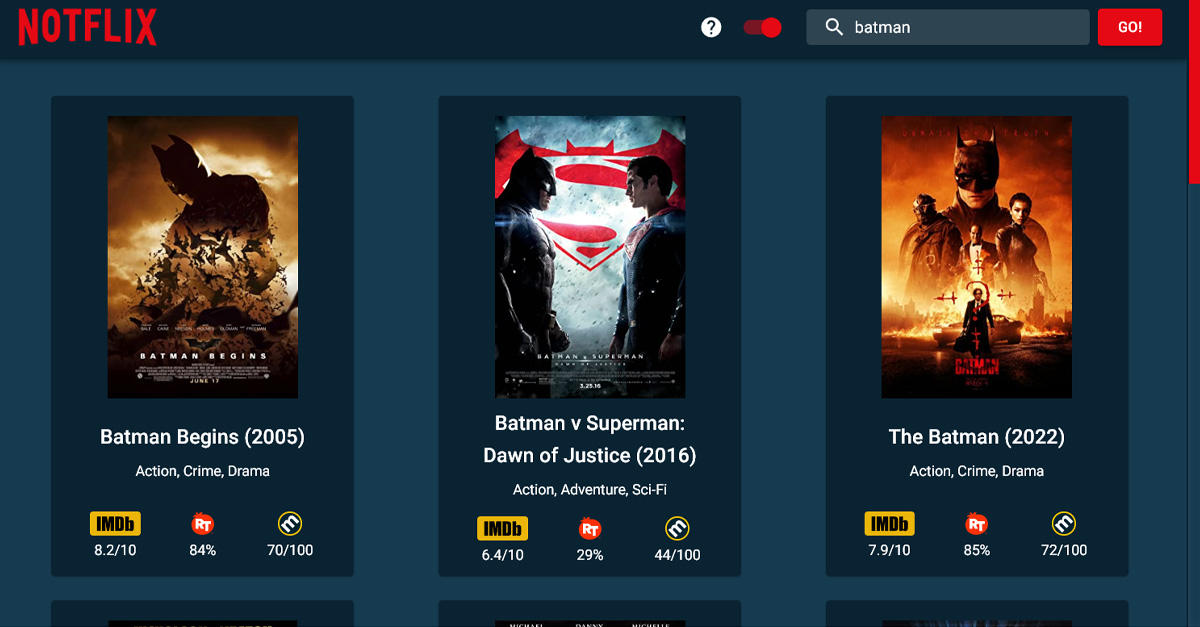 NOTFLIX
?
batman
GO!
BATMAN BEGINS
JUNE 17
BATMAN v SUPERMAN
DAWN OF JUSTICE
3.25.16
THE
BATMAN
Batman Begins (2005)
Action, Crime, Drama
IMDb
8.2/10
RT
84%
m
70/100
Batman v Superman:
Dawn of Justice (2016)
Action, Adventure, Sci-Fi
IMDb
6.4/10
RT
29%
m
44/100
The Batman (2022)
Action, Crime, Drama
IMDb
7.9/10
RT
85%
m
72/100
MICHAEL DANNY MICHELLE